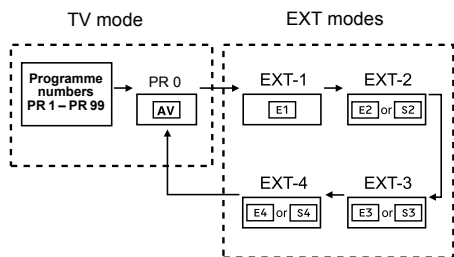 TV mode
EXT modes
Programme
numbers
PR 1 – PR 99
PR 0
AV
EXT-1
E1
EXT-2
E2 or S2
EXT-4
E4 or S4
EXT-3
E3 or S3